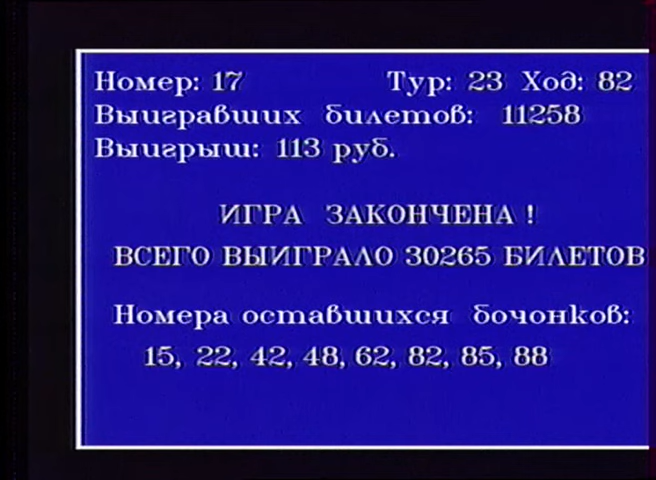 Номер: 17 Тур: 23 Ход: 82
Выигравших билетов: 11258
Выигрыш: 113 руб.
ИГРА ЗАКОНЧЕНА !
ВСЕГО ВЫИГРАЛО 30265 БИЛЕТОВ
Номера оставшихся бочонков:
15, 22, 42, 48, 62, 82, 85, 88